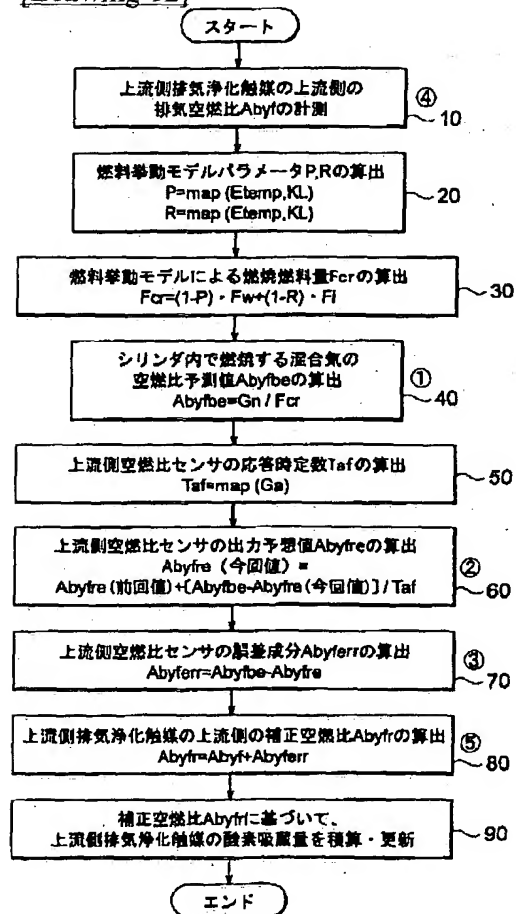 スタート
上流側排気浄化触媒の上流側の
排気空燃比Abyfの計測
④
10
燃料挙動モデルパラメータP,Rの算出
P=map (Etemp,KL)
R=map (Etemp,KL)
20
燃料挙動モデルによる燃焼燃料量Fcrの算出
Fcr=(1-P)・Fw+(1-R)・Fi
30
シリンダ内で燃焼する混合気の
空燃比予測値Abyfbeの算出
Abyfbe=Gn / Fcr
①
40
上流側空燃比センサの応答時定数Tafの算出
Taf=map (Ga)
50
上流側空燃比センサの出力予想値Abyfreの算出
Abyfre (今回値) =
Abyfre (前回値)+[Abyfbe-Abyfre (今回値)] / Taf
②
60
上流側空燃比センサの誤差成分Abyferrの算出
Abyferr=Abyfbe-Abyfre
③
70
上流側排気浄化触媒の上流側の補正空燃比Abyfrの算出
Abyfr=Abyf+Abyferr
⑤
80
補正空燃比Abyfrに基づいて、
上流側排気浄化触媒の酸素吸蔵量を積算・更新
90
エンド